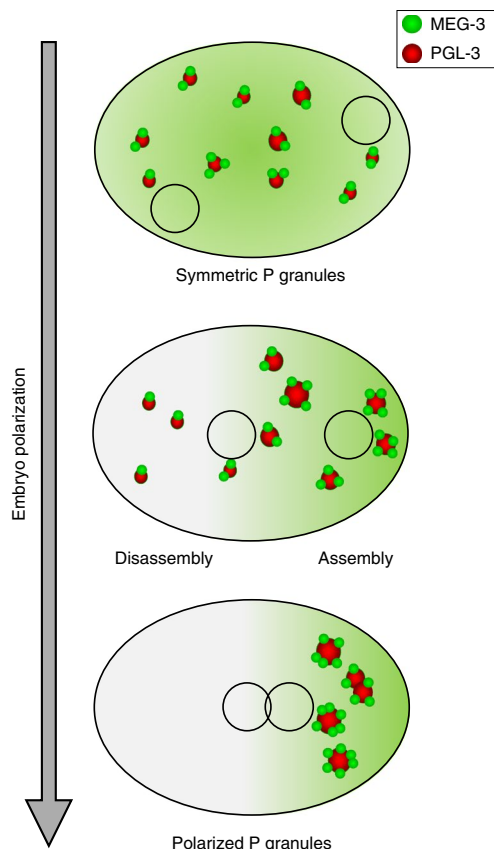 MEG-3
PGL-3
Symmetric P granules
Embryo polarization
Disassembly
Assembly
Polarized P granules